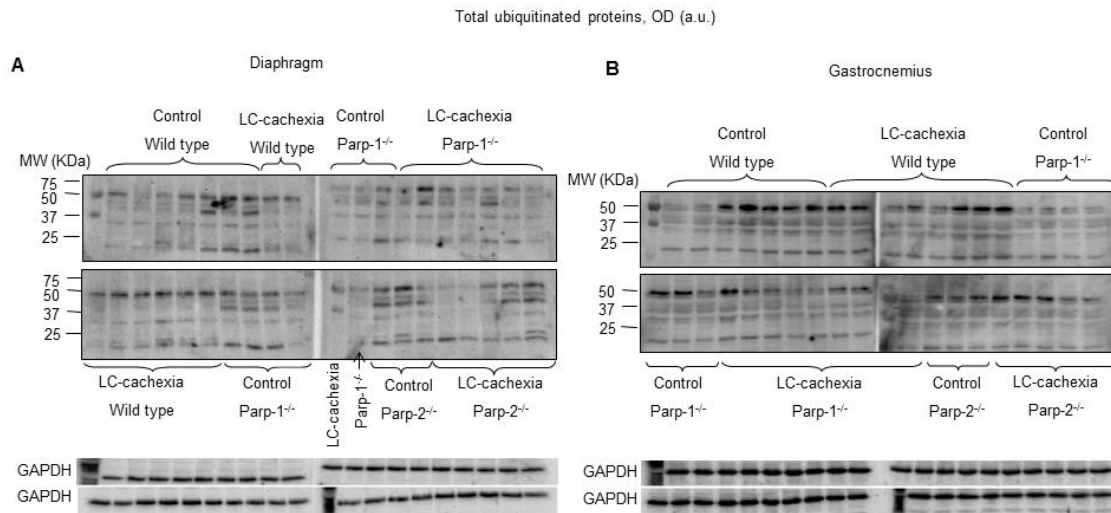 Total ubiquitinated proteins, OD (a.u.)
A
Diaphragm
Control
Wild type
LC-cachexia
Wild type
Control
Parp-1-/-
LC-cachexia
Parp-1-/-
MW (KDa)
75
50
37
25
75
50
37
25
LC-cachexia
Wild type
Control
Parp-1-/-
LC-cachexia
Parp-1-/-
Control
Parp-2-/-
LC-cachexia
Parp-2-/-
GAPDH
GAPDH
B
Gastrocnemius
Control
Wild type
LC-cachexia
Wild type
Control
Parp-1-/-
MW (KDa)
50
37
25
50
37
25
Control
Parp-1-/-
LC-cachexia
Parp-1-/-
Control
Parp-2-/-
LC-cachexia
Parp-2-/-
GAPDH
GAPDH